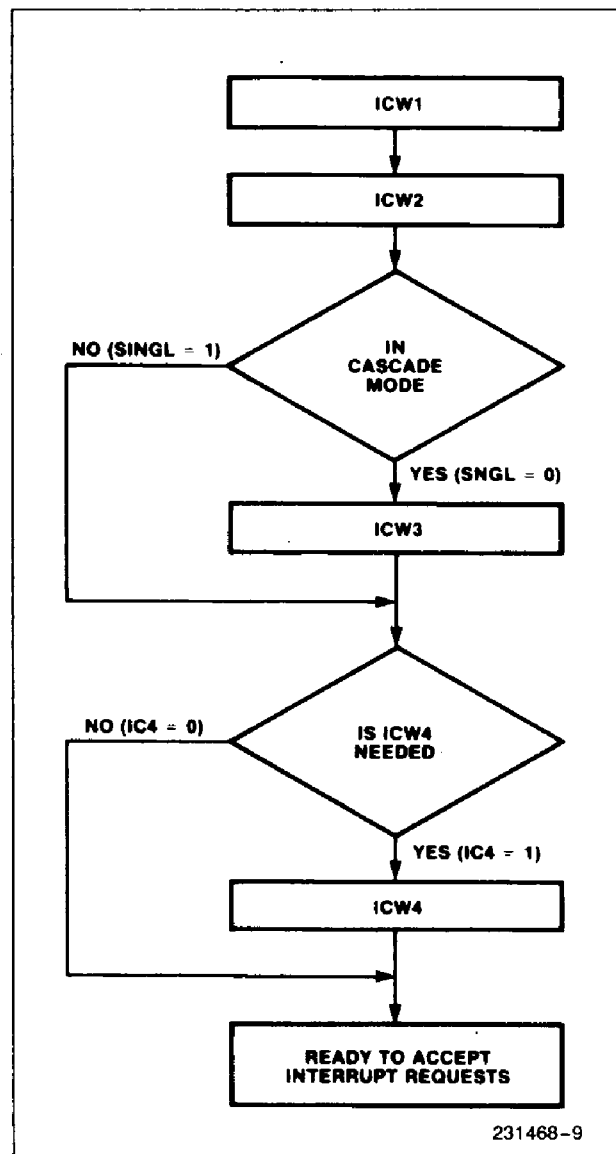 ICW1
ICW2
IN
CASCADE
MODE
NO (SINGL = 1)
YES (SNGL = 0)
ICW3
IS ICW4
NEEDED
NO (IC4 = 0)
YES (IC4 = 1)
ICW4
READY TO ACCEPT
INTERRUPT REQUESTS
231468-9